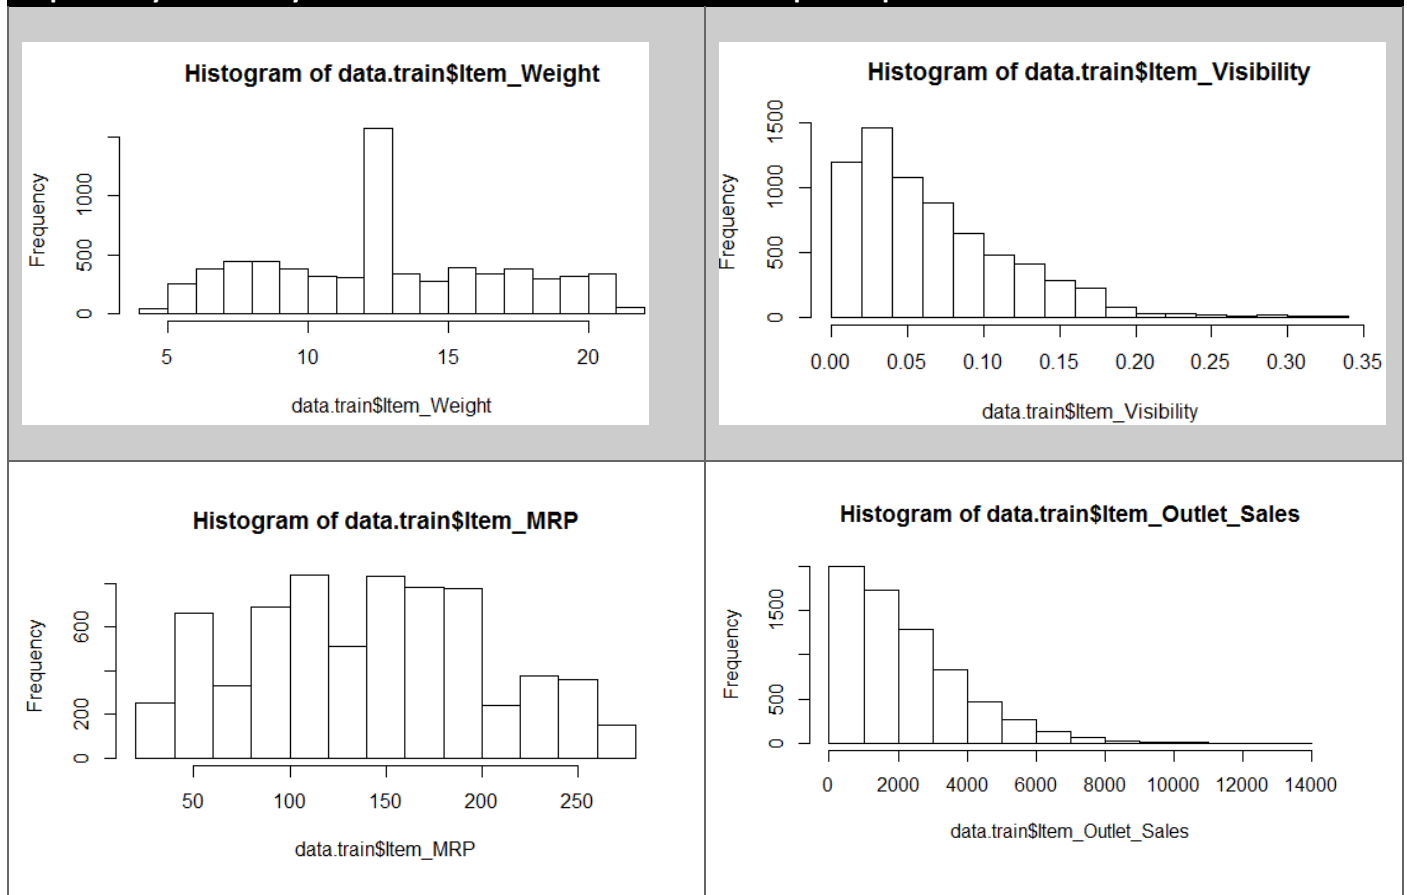 Histogram of data.train$Item_Weight
Frequency
0 500 1000
5 10 15 20
data.train$Item_Weight
Histogram of data.train$Item_Visibility
Frequency
0 500 1000 1500
0.00 0.05 0.10 0.15 0.20 0.25 0.30 0.35
data.train$Item_Visibility
Histogram of data.train$Item_MRP
Frequency
0 200 600
50 100 150 200 250
data.train$Item_MRP
Histogram of data.train$Item_Outlet_Sales
Frequency
0 500 1500
0 2000 4000 6000 8000 10000 12000 14000
data.train$Item_Outlet_Sales